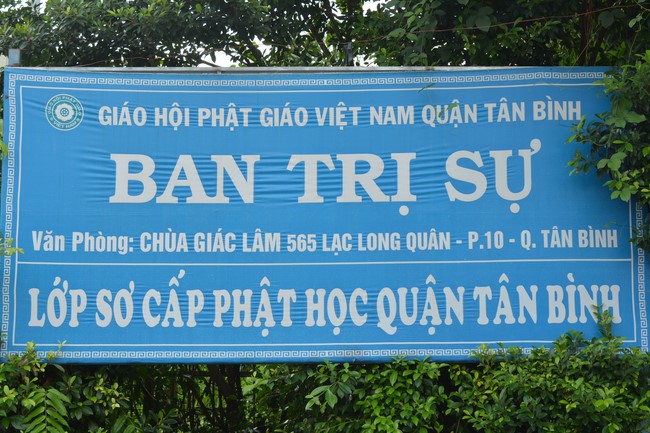 GIÁO HỘI PHẬT GIÁO VIỆT NAM QUẬN TÂN BÌNH
BAN TRỊ SỰ
Văn Phòng: CHÙA GIÁC LÂM 565 LẠC LONG QUÂN - P.10 - Q. TÂN BÌNH
LỚP SƠ CẤP PHẬT HỌC QUẬN TÂN BÌNH